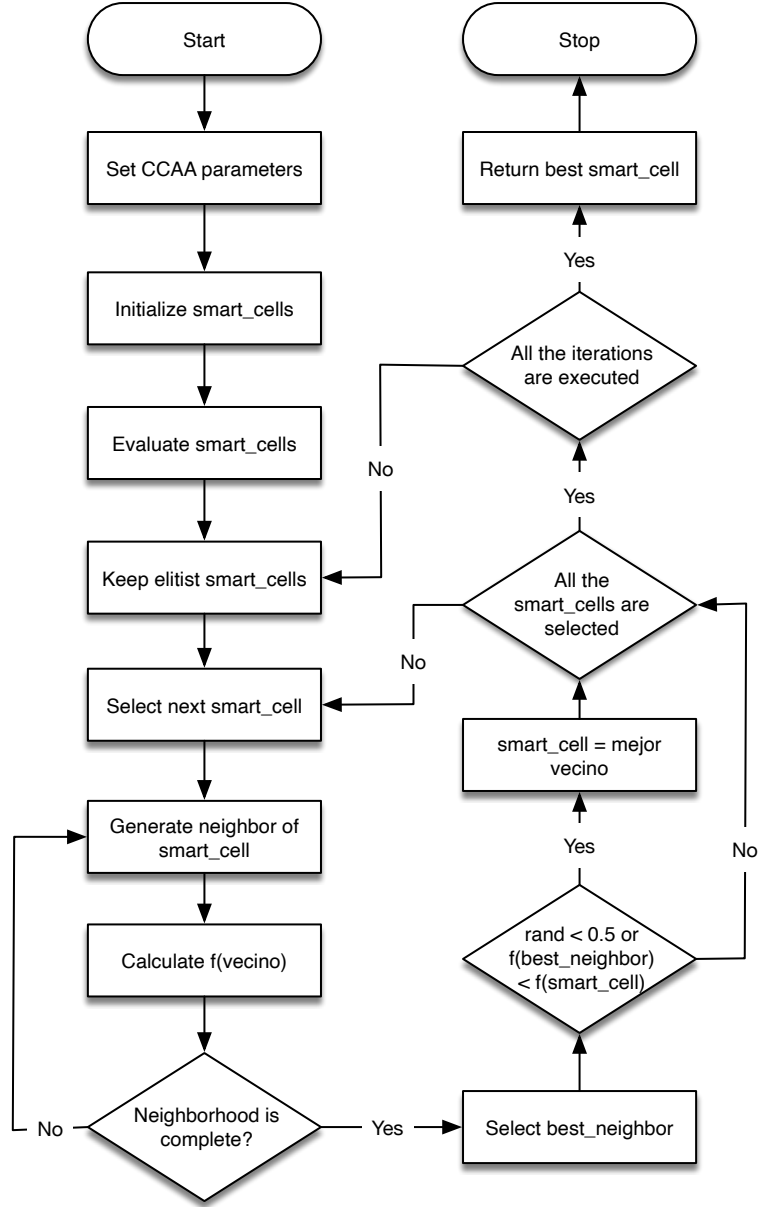 Start
Set CCAA parameters
Initialize smart_cells
Evaluate smart_cells
Keep elitist smart_cells
Select next smart_cell
Generate neighbor of
smart_cell
Calculate f(vecino)
Neighborhood is
complete?
No
Yes
Select best_neighbor
rand < 0.5 or
f(best_neighbor)
< f(smart_cell)
No
Yes
smart_cell = mejor
vecino
All the
smart_cells are
selected
No
Yes
All the iterations
are executed
No
Yes
Return best smart_cell
Stop